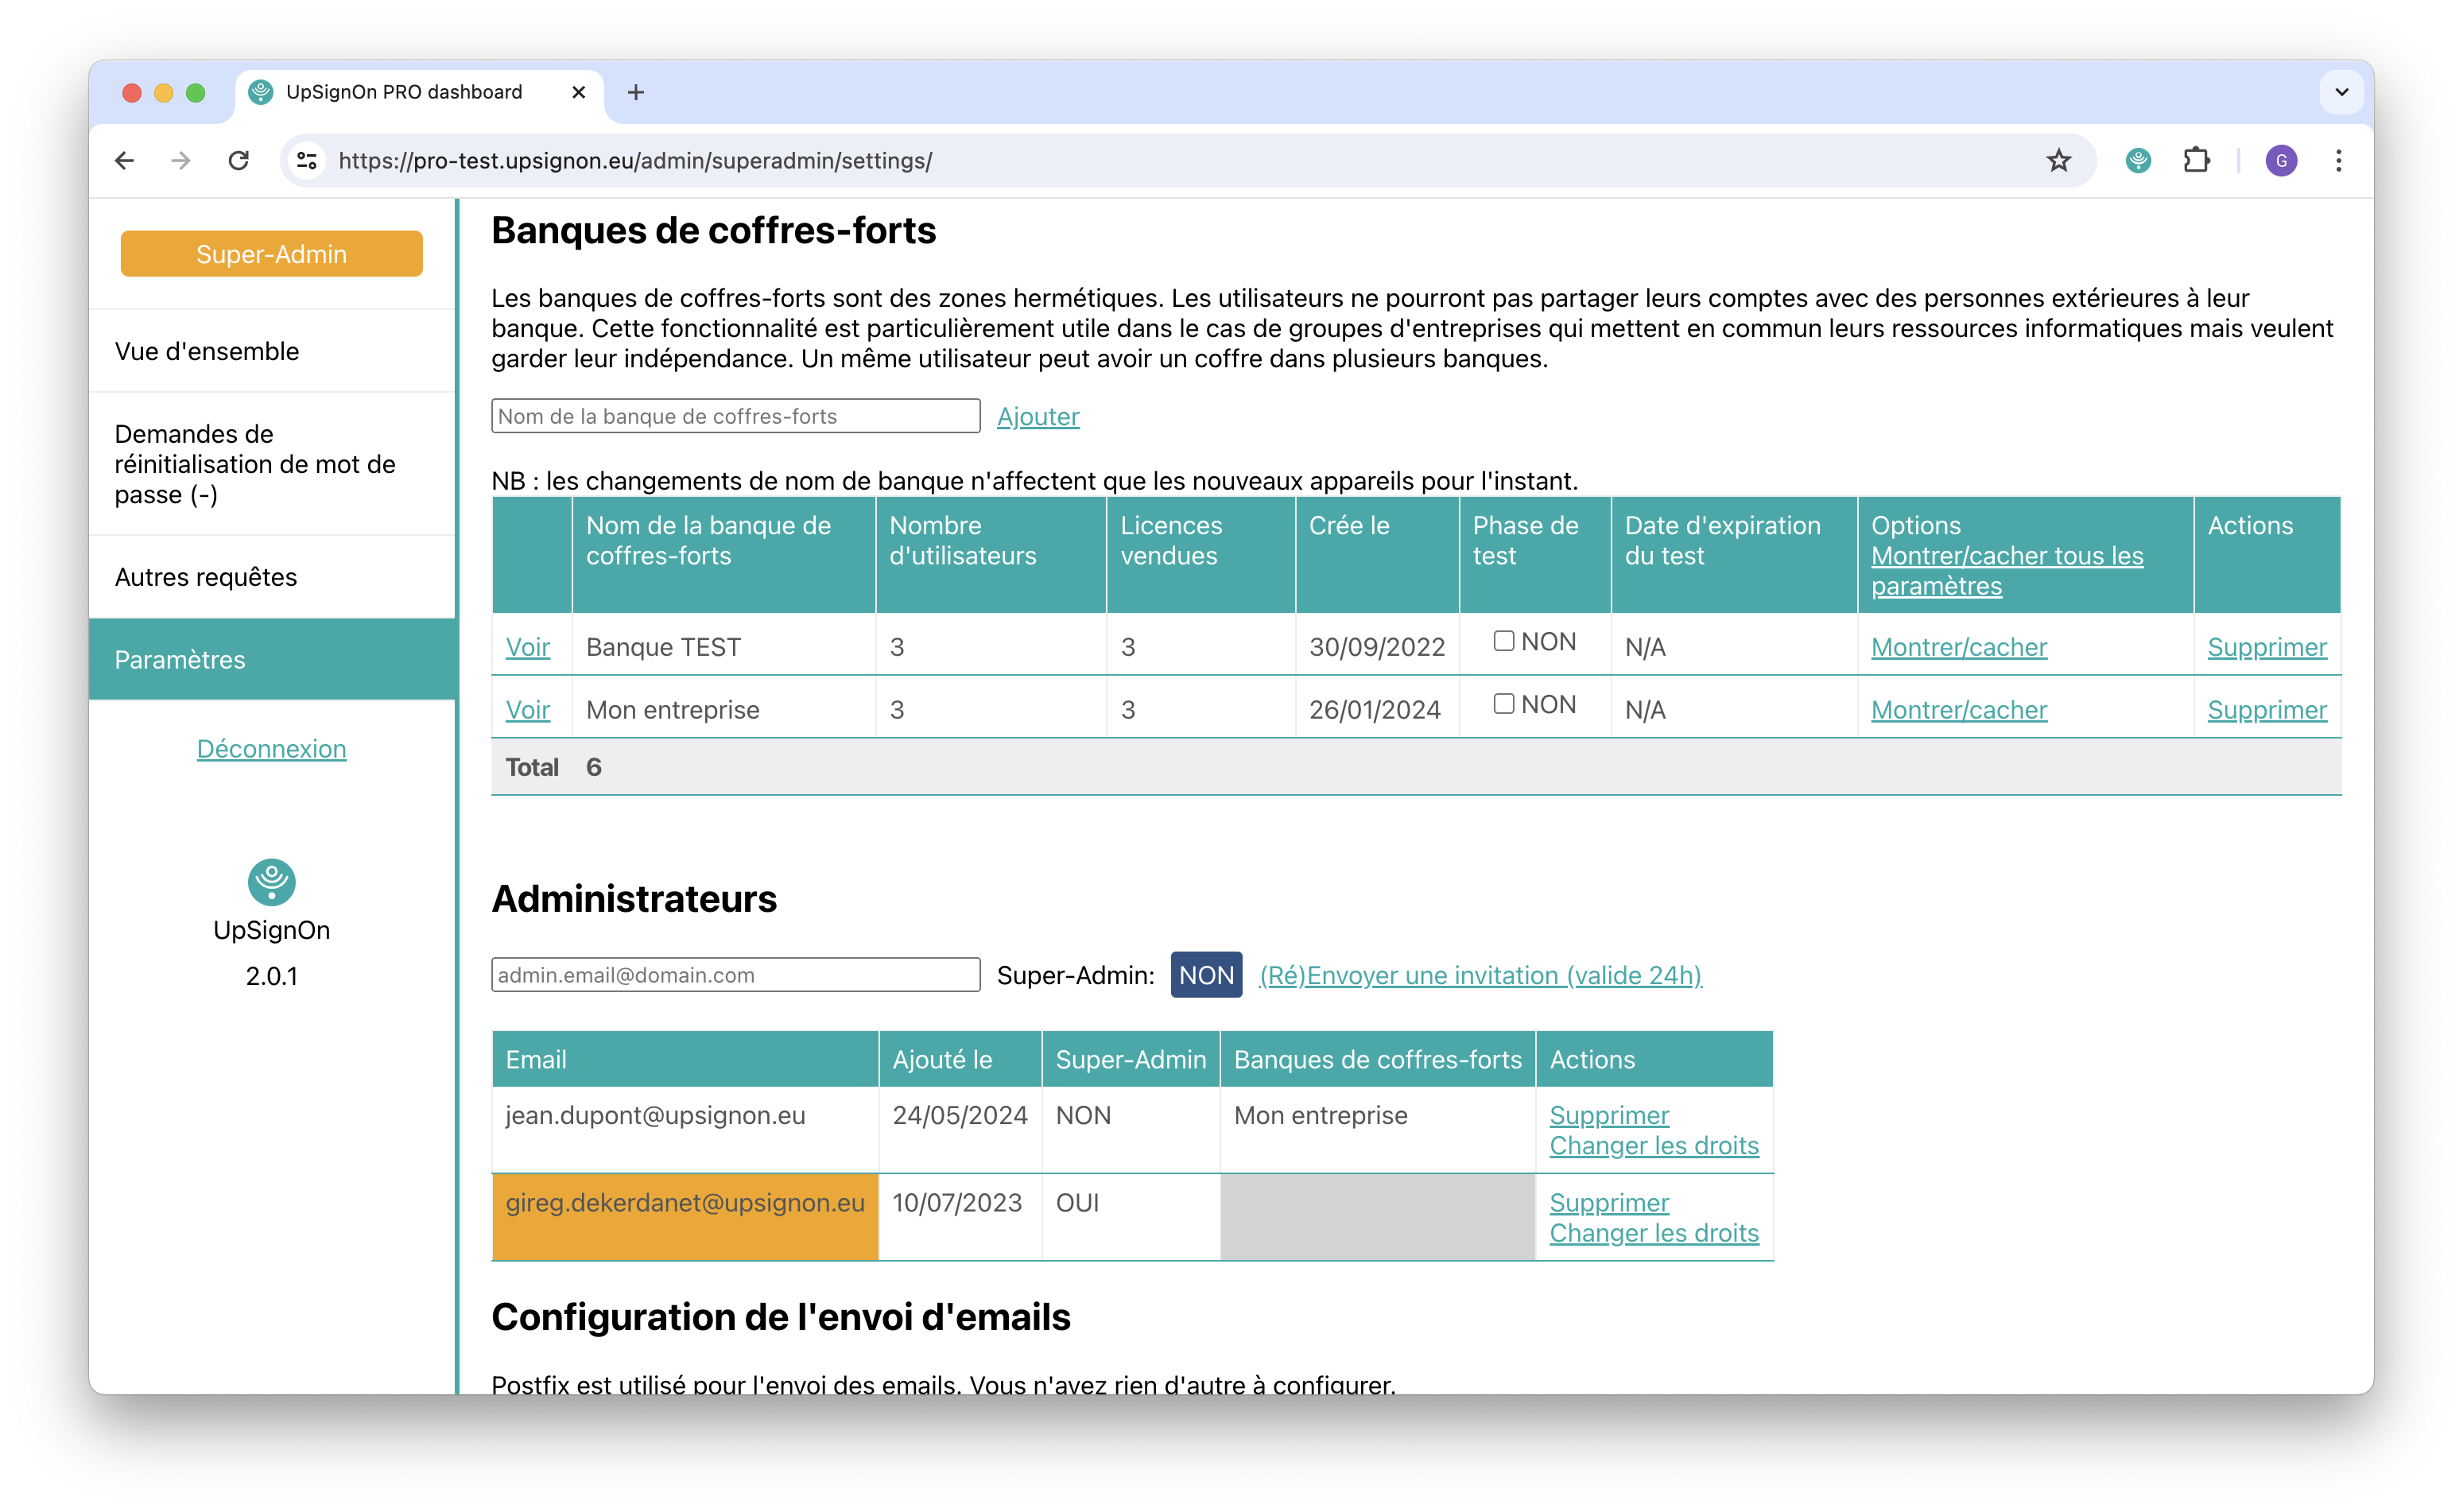 UpSignOn PRO dashboard
https://pro-test.upsignon.eu/admin/superadmin/settings/
G
Super-Admin
Vue d'ensemble
Demandes de
réinitialisation de mot de
passe (-)
Autres requêtes
Paramètres
Déconnexion
UpSignOn
2.0.1
Banques de coffres-forts
Les banques de coffres-forts sont des zones hermétiques. Les utilisateurs ne pourront pas partager leurs comptes avec des personnes extérieures à leur
banque. Cette fonctionnalité est particulièrement utile dans le cas de groupes d'entreprises qui mettent en commun leurs ressources informatiques mais veulent
garder leur indépendance. Un même utilisateur peut avoir un coffre dans plusieurs banques.
Nom de la banque de coffres-forts Ajouter
NB : les changements de nom de banque n'affectent que les nouveaux appareils pour l'instant.
Nom de la banque de coffres-forts Nombre d'utilisateurs Licences vendues Crée le Phase de test Date d'expiration du test Options Montrer/cacher tous les paramètres Actions
Voir Banque TEST 3 3 30/09/2022 NON N/A Montrer/cacher Supprimer
Voir Mon entreprise 3 3 26/01/2024 NON N/A Montrer/cacher Supprimer
Total 6
Administrateurs
admin.email@domain.com Super-Admin: NON (Ré)Envoyer une invitation (valide 24h)
Email Ajouté le Super-Admin Banques de coffres-forts Actions
jean.dupont@upsignon.eu 24/05/2024 NON Mon entreprise Supprimer
Changer les droits
gireg.dekerdanet@upsignon.eu 10/07/2023 OUI Supprimer
Changer les droits
Configuration de l'envoi d'emails
Postfix est utilisé pour l'envoi des emails. Vous n'avez rien d'autre à configurer.